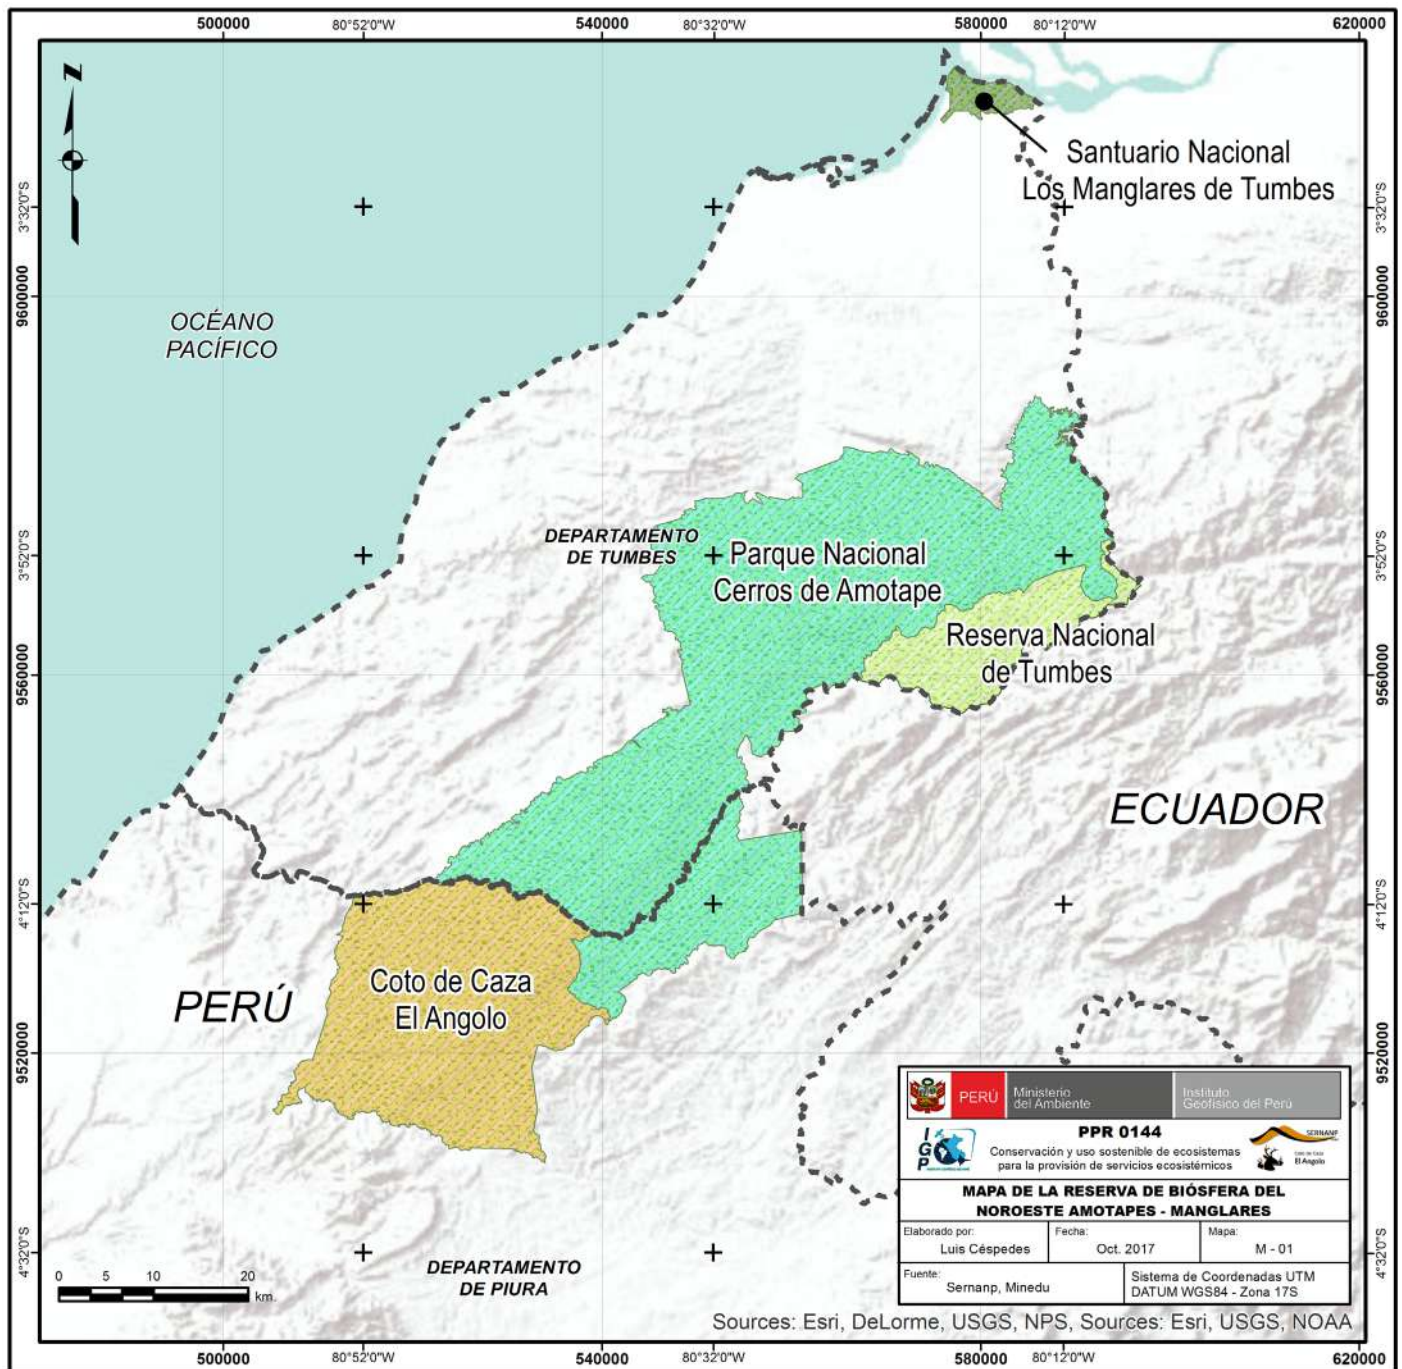 500000
80°52'0"W
540000
80°32'0"W
580000
80°12'0"W
620000
N
Santuario Nacional
Los Manglares de Tumbes
3°32'0"S
3°32'0"S
9600000
9600000
OCÉANO
PACÍFICO
DEPARTAMENTO
DE TUMBES
Parque Nacional
Cerros de Amotape
3°52'0"S
3°52'0"S
Reserva Nacional
de Tumbes
9560000
9560000
ECUADOR
4°12'0"S
4°12'0"S
Coto de Caza
El Angolo
PERÚ
9520000
9520000
PERÚ
Ministerio
del Ambiente
Instituto
Geofísico del Perú
IGP
PPR 0144
Conservación y uso sostenible de ecosistemas
para la provisión de servicios ecosistémicos
SERNANP
Coto de Caza
El Angolo
MAPA DE LA RESERVA DE BIÓSFERA DEL
NOROESTE AMOTAPES - MANGLARES
Elaborado por:
Luis Céspedes
Fecha:
Oct. 2017
Mapa:
M - 01
Fuente:
Sernanp, Minedu
Sistema de Coordenadas UTM
DATUM WGS84 - Zona 17S
4°32'0"S
4°32'0"S
DEPARTAMENTO
DE PIURA
0 5 10 20
km.
Sources: Esri, DeLorme, USGS, NPS, Sources: Esri, USGS, NOAA
500000
80°52'0"W
540000
80°32'0"W
580000
80°12'0"W